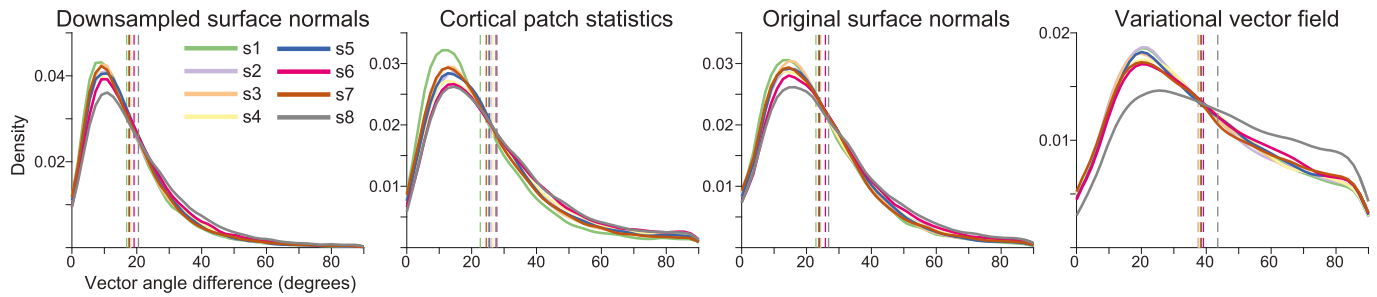 Downsampled surface normals
Cortical patch statistics
Original surface normals
Variational vector field
s1 s5
s2 s6
s3 s7
s4 s8
Density
0.04
0.02
0 20 40 60 80
Vector angle difference (degrees)
0.03
0.02
0.01
0 20 40 60 80
0.03
0.02
0.01
0 20 40 60 80
0.02
0.01
0 20 40 60 80